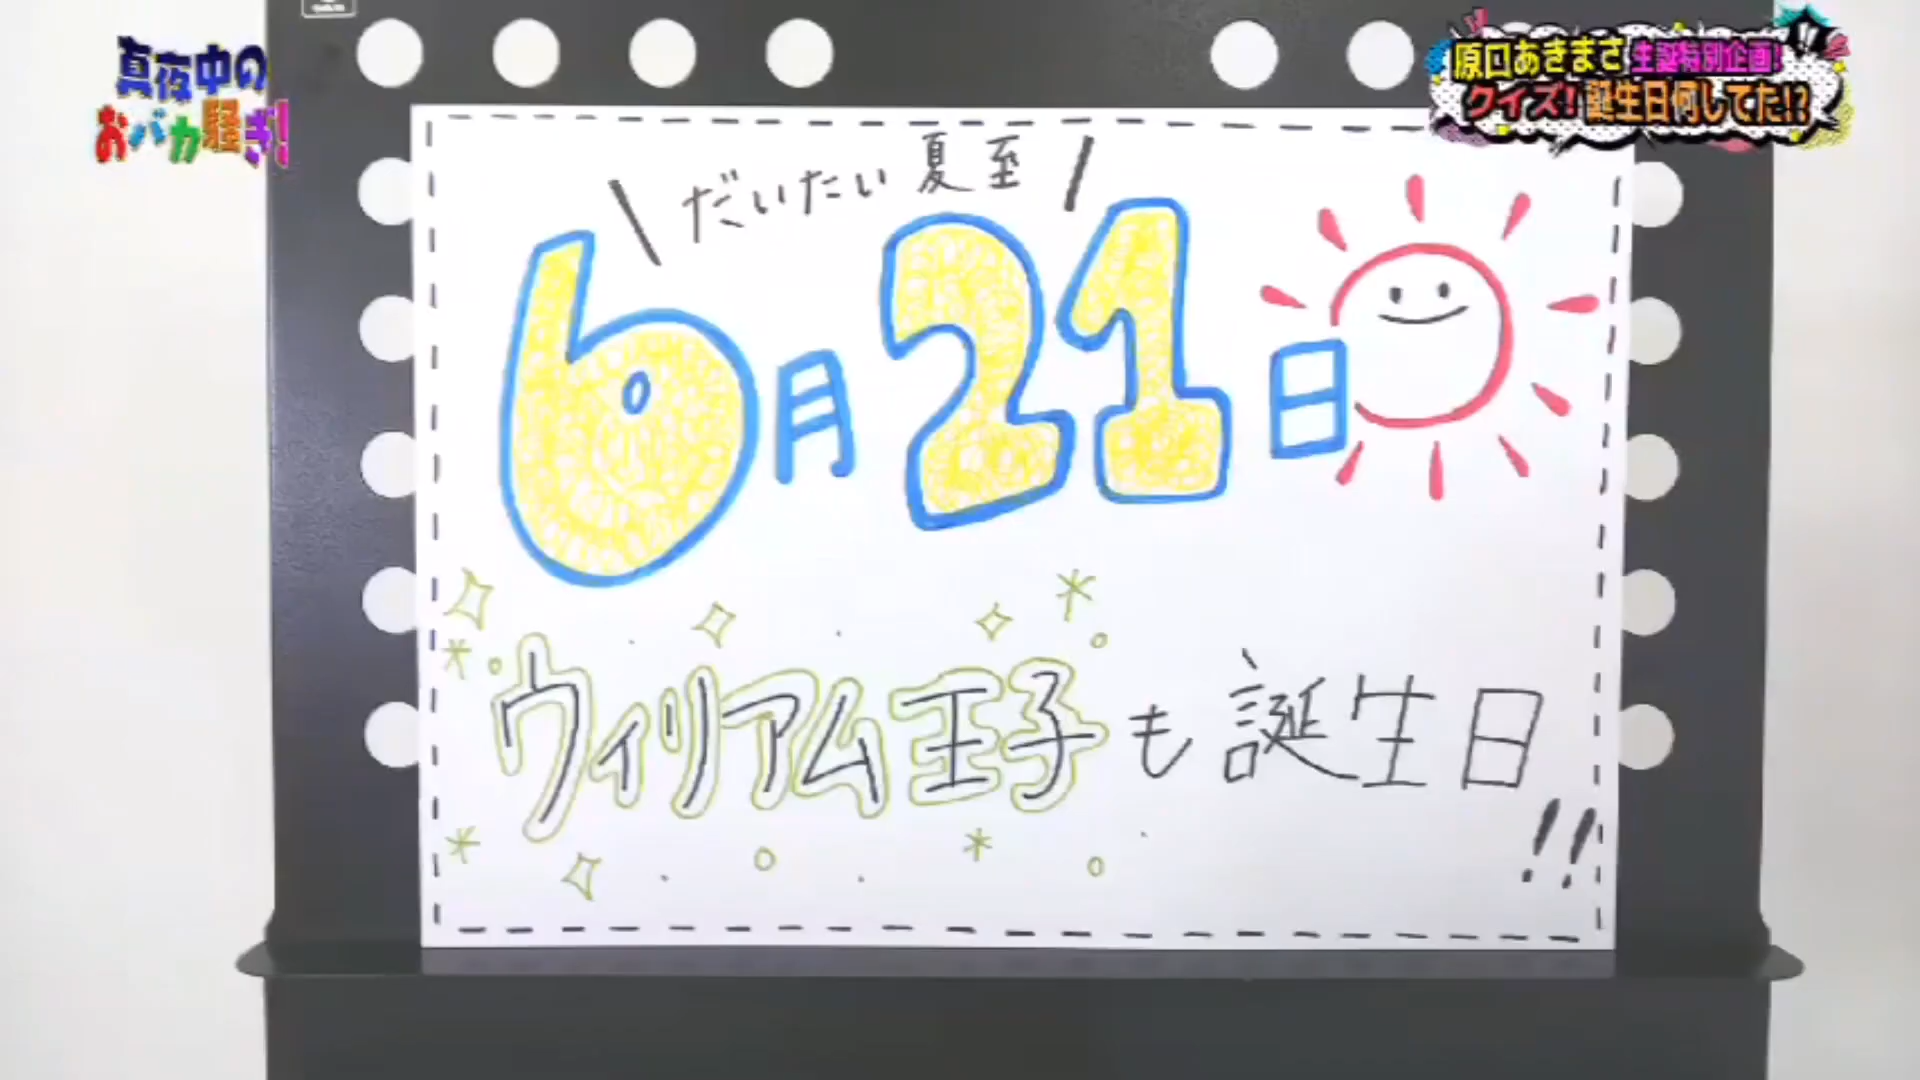 真夜中の
おバカ騒ぎ!
原口あきまさ 生誕特別企画!
クイズ!誕生日何してた!?
\だいたい夏至/
6月21日
ウィリアム王子も誕生日!!